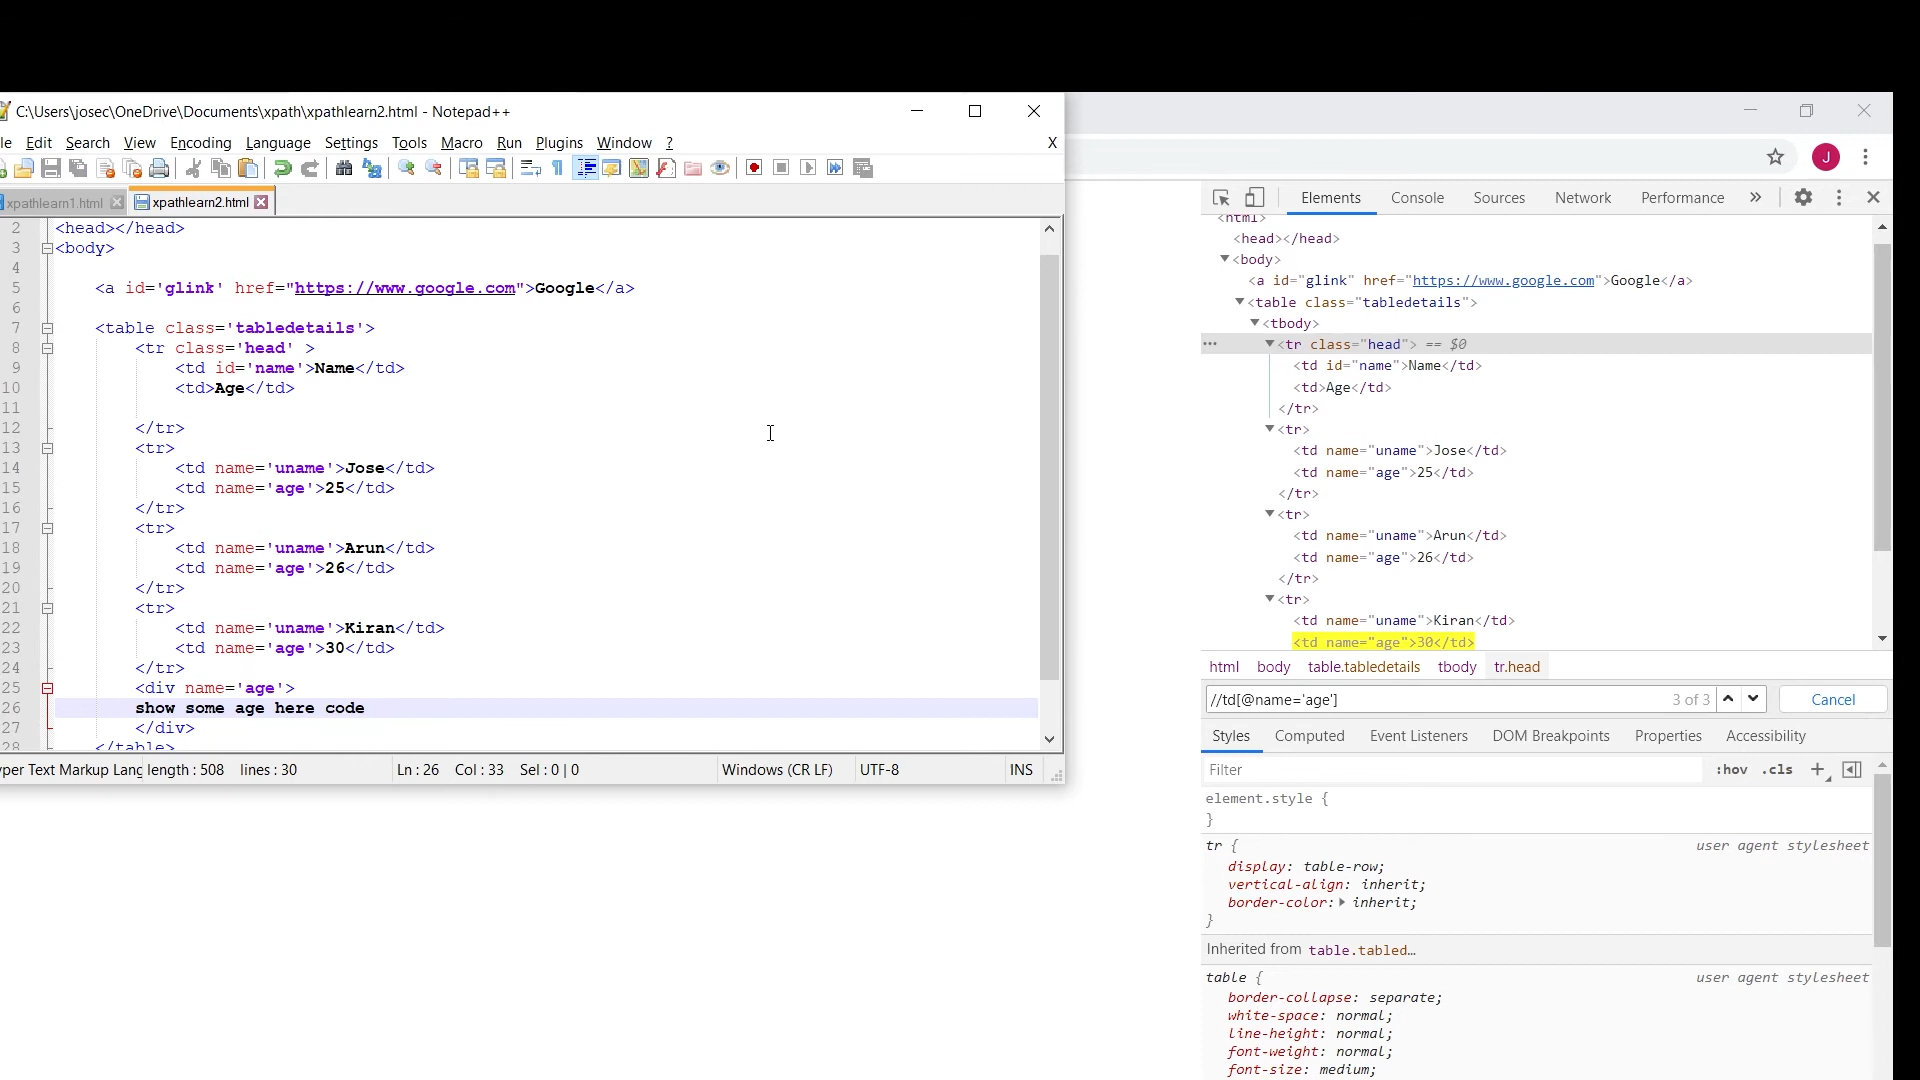 C:\Users\josec\OneDrive\Documents\xpath\xpathlearn2.html - Notepad++
le Edit Search View Encoding Language Settings Tools Macro Run Plugins Window ? X
xpathlearn1.html xpathlearn2.html
2 <head></head>
3 <body>
4
5 <a id='glink' href="https://www.google.com">Google</a>
6
7 <table class='tabledetails'>
8 <tr class='head' >
9 <td id='name'>Name</td>
10 <td>Age</td>
11
12 </tr>
13 <tr>
14 <td name='uname'>Jose</td>
15 <td name='age'>25</td>
16 </tr>
17 <tr>
18 <td name='uname'>Arun</td>
19 <td name='age'>26</td>
20 </tr>
21 <tr>
22 <td name='uname'>Kiran</td>
23 <td name='age'>30</td>
24 </tr>
25 <div name='age'>
26 show some age here code
27 </div>
28 </table>
yper Text Markup Lang length : 508 lines : 30 Ln : 26 Col : 33 Sel : 0 | 0 Windows (CR LF) UTF-8 INS
J
Elements Console Sources Network Performance »
<html>
<head></head>
<body>
<a id="glink" href="https://www.google.com">Google</a>
<table class="tabledetails">
<tbody>
<tr class="head"> == $0
<td id="name">Name</td>
<td>Age</td>
</tr>
<tr>
<td name="uname">Jose</td>
<td name="age">25</td>
</tr>
<tr>
<td name="uname">Arun</td>
<td name="age">26</td>
</tr>
<tr>
<td name="uname">Kiran</td>
<td name="age">30</td>
html body table.tabledetails tbody tr.head
//td[@name='age'] 3 of 3 Cancel
Styles Computed Event Listeners DOM Breakpoints Properties Accessibility
Filter :hov .cls +
element.style {
}
tr { user agent stylesheet
display: table-row;
vertical-align: inherit;
border-color: inherit;
}
Inherited from table.tabled…
table { user agent stylesheet
border-collapse: separate;
white-space: normal;
line-height: normal;
font-weight: normal;
font-size: medium;